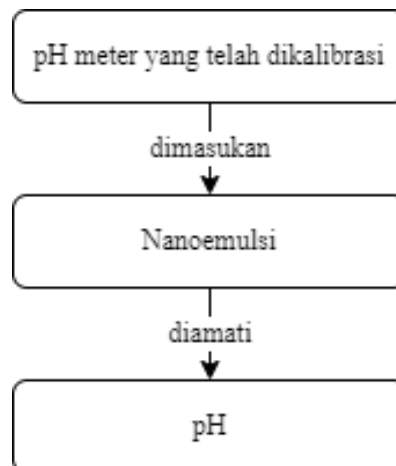 pH meter yang telah dikalibrasi
dimasukan
Nanoemulsi
diamati
pH